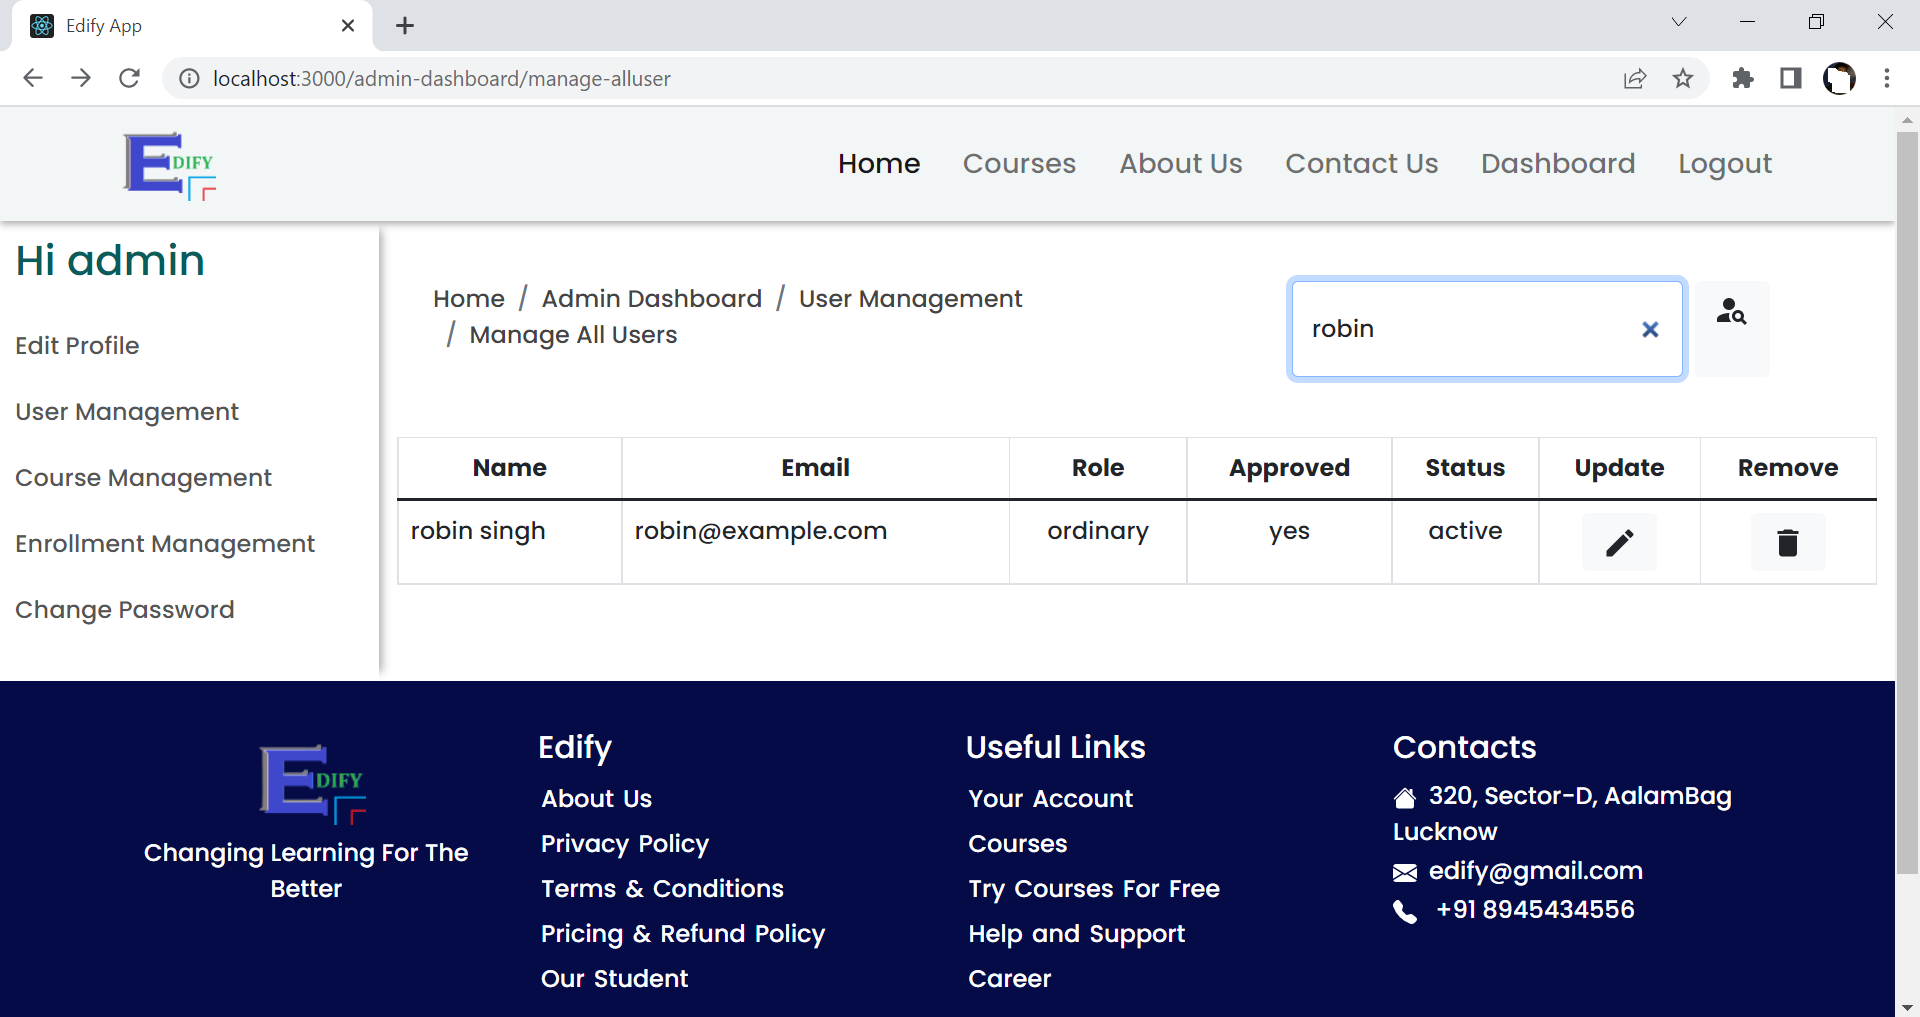 Edify App
localhost:3000/admin-dashboard/manage-alluser
EDIFY
Home Courses About Us Contact Us Dashboard Logout
Hi admin
Edit Profile
User Management
Course Management
Enrollment Management
Change Password
Home / Admin Dashboard / User Management
/ Manage All Users
robin
Name Email Role Approved Status Update Remove
robin singh robin@example.com ordinary yes active
EDIFY
Changing Learning For The
Better
Edify
About Us
Privacy Policy
Terms & Conditions
Pricing & Refund Policy
Our Student
Useful Links
Your Account
Courses
Try Courses For Free
Help and Support
Career
Contacts
320, Sector-D, AalamBag
Lucknow
edify@gmail.com
+91 8945434556